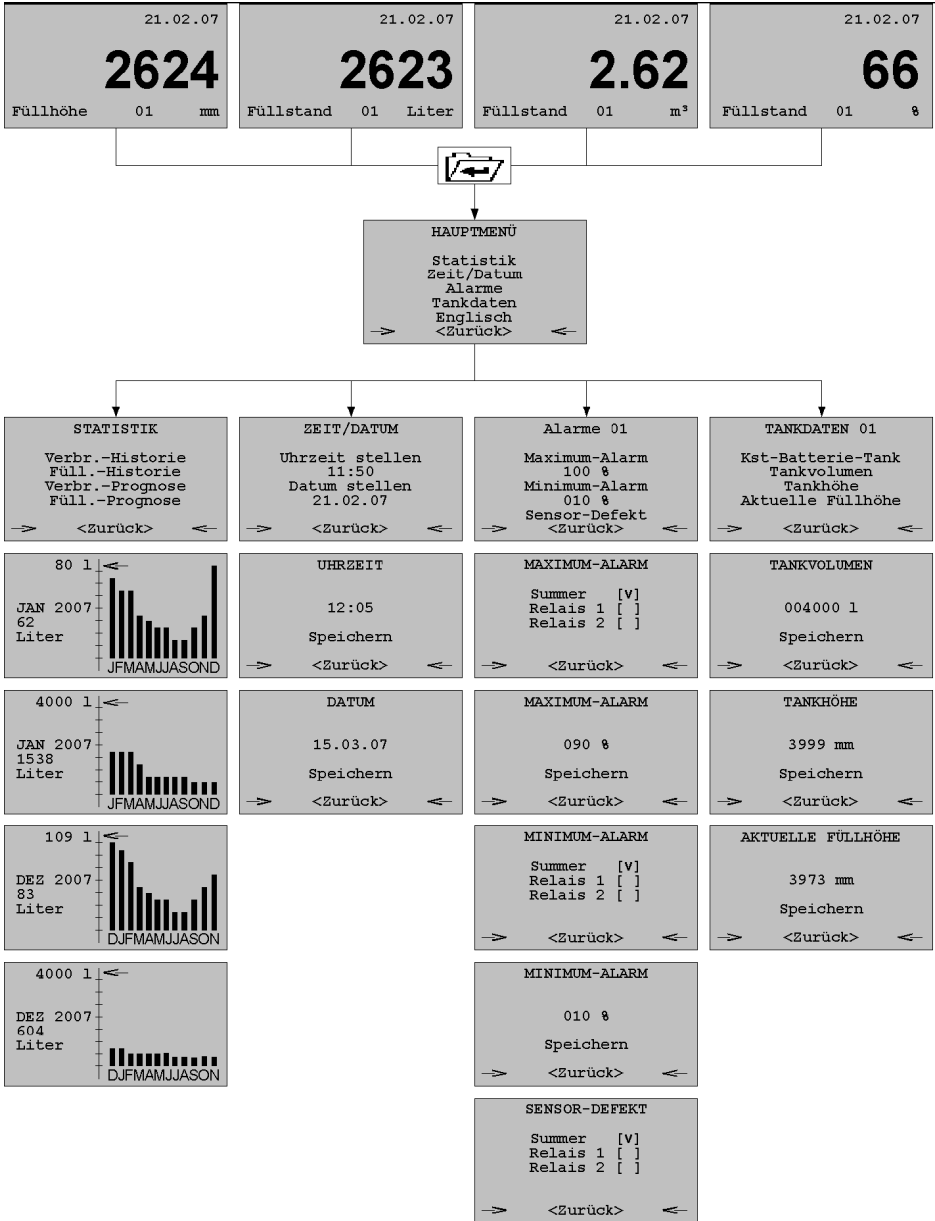 21.02.07
2624
Füllhöhe 01 mm
21.02.07
2623
Füllstand 01 Liter
21.02.07
2.62
Füllstand 01 m³
21.02.07
66
Füllstand 01 %
HAUPTMENÜ
Statistik
Zeit/Datum
Alarme
Tankdaten
Englisch
<Zurück>
STATISTIK
Verbr.-Historie
Füll.-Historie
Verbr.-Prognose
Füll.-Prognose
<Zurück>
80 l
JAN 2007
62
Liter
JFMAMJJASOND
4000 l
JAN 2007
1538
Liter
JFMAMJJASOND
109 l
DEZ 2007
83
Liter
DJFMAMJJASON
4000 l
DEZ 2007
604
Liter
DJFMAMJJASON
ZEIT/DATUM
Uhrzeit stellen
11:50
Datum stellen
21.02.07
<Zurück>
UHRZEIT
12:05
Speichern
<Zurück>
DATUM
15.03.07
Speichern
<Zurück>
Alarme 01
Maximum-Alarm
100 %
Minimum-Alarm
010 %
Sensor-Defekt
<Zurück>
MAXIMUM-ALARM
Summer [V]
Relais 1 [ ]
Relais 2 [ ]
<Zurück>
MAXIMUM-ALARM
090 %
Speichern
<Zurück>
MINIMUM-ALARM
Summer [V]
Relais 1 [ ]
Relais 2 [ ]
<Zurück>
MINIMUM-ALARM
010 %
Speichern
<Zurück>
SENSOR-DEFEKT
Summer [V]
Relais 1 [ ]
Relais 2 [ ]
<Zurück>
TANKDATEN 01
Kst-Batterie-Tank
Tankvolumen
Tankhöhe
Aktuelle Füllhöhe
<Zurück>
TANKVOLUMEN
004000 l
Speichern
<Zurück>
TANKHÖHE
3999 mm
Speichern
<Zurück>
AKTUELLE FÜLLHÖHE
3973 mm
Speichern
<Zurück>